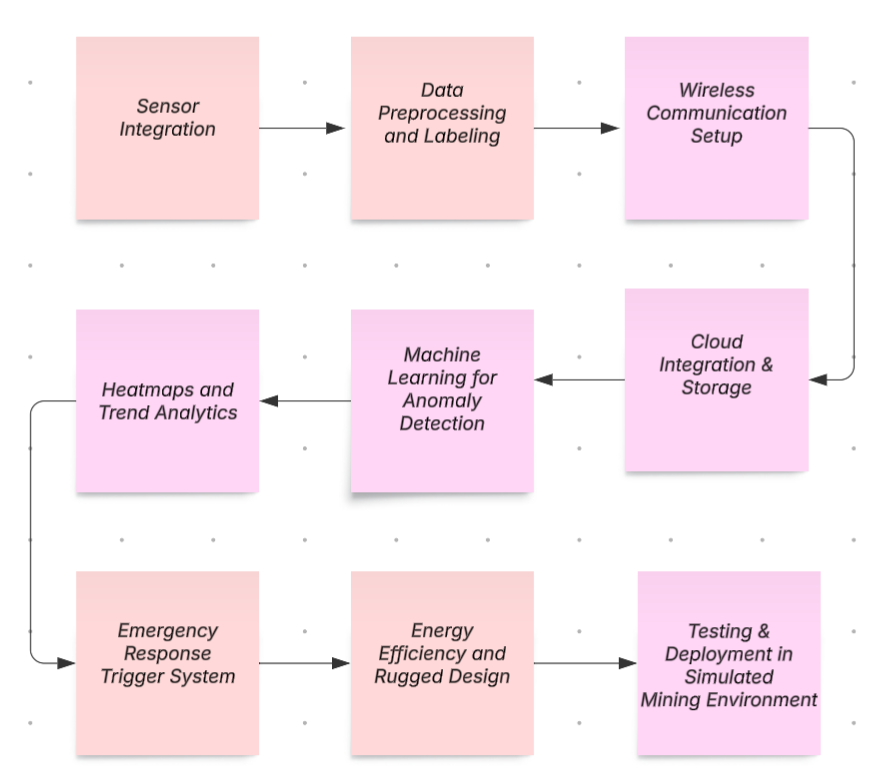 Sensor
Integration
Data
Preprocessing
and Labeling
Wireless
Communication
Setup
Cloud
Integration &
Storage
Machine
Learning for
Anomaly
Detection
Heatmaps and
Trend Analytics
Emergency
Response
Trigger System
Energy
Efficiency and
Rugged Design
Testing &
Deployment in
Simulated
Mining Environment